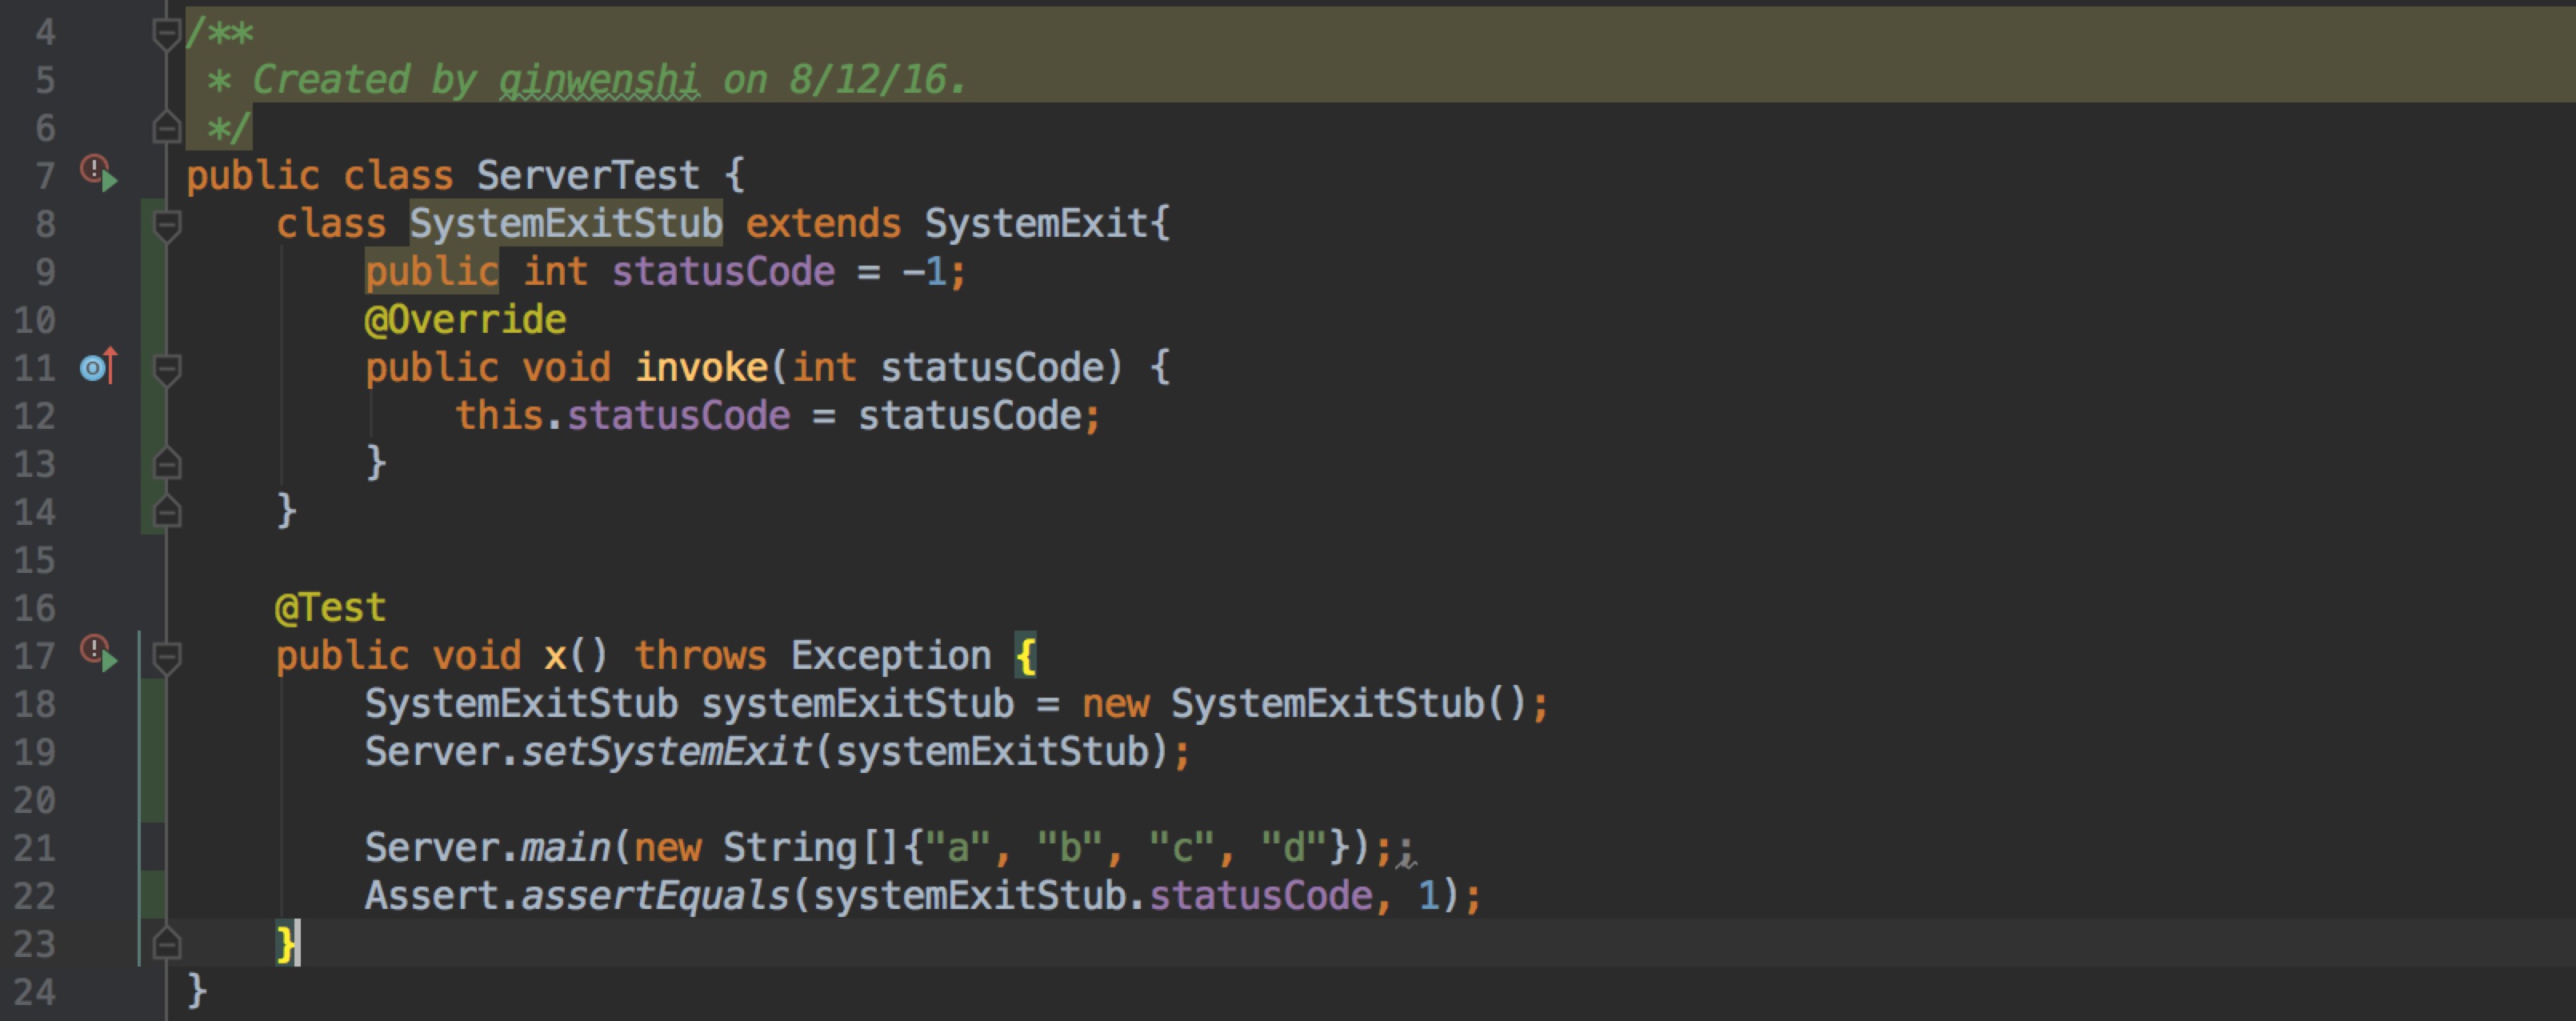 4 /**
5  * Created by qinwenshi on 8/12/16.
6  */
7 public class ServerTest {
8     class SystemExitStub extends SystemExit{
9         public int statusCode = -1;
10         @Override
11         public void invoke(int statusCode) {
12             this.statusCode = statusCode;
13         }
14     }
15
16     @Test
17     public void x() throws Exception {
18         SystemExitStub systemExitStub = new SystemExitStub();
19         Server.setSystemExit(systemExitStub);
20
21         Server.main(new String[]{"a", "b", "c", "d"});;
22         Assert.assertEquals(systemExitStub.statusCode, 1);
23     }
24 }